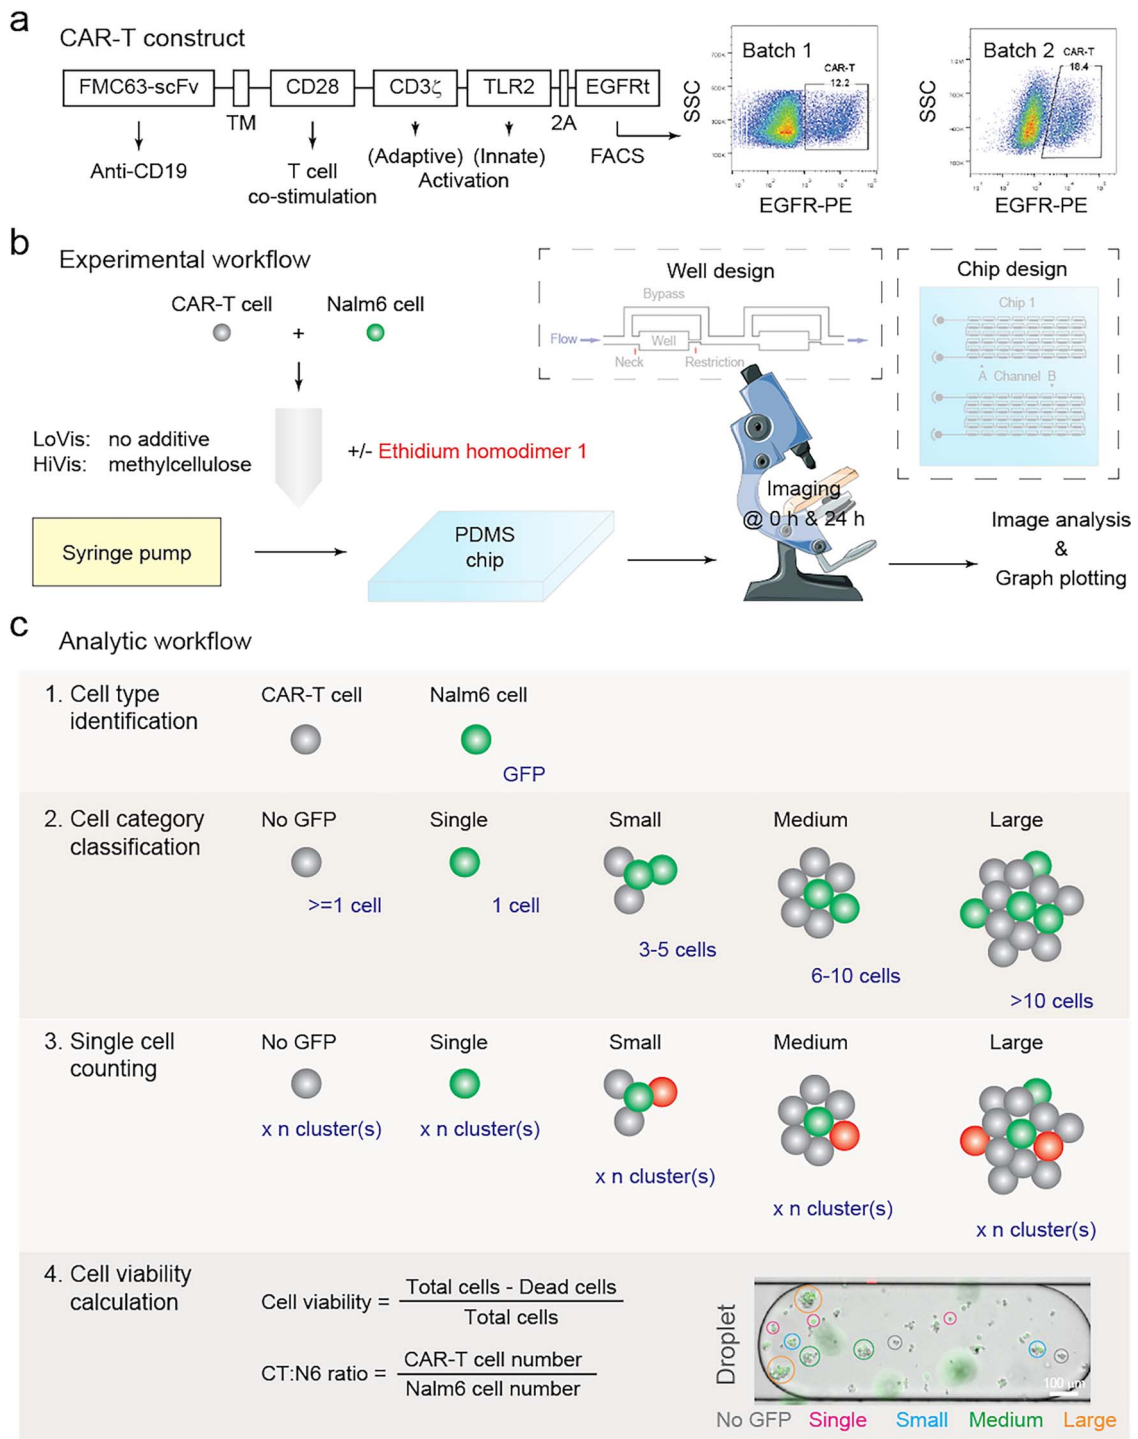 a
CAR-T construct
FMC63-scFv
CD28
CD3ζ
TLR2
EGFRt
TM
2A
Anti-CD19
T cell
co-stimulation
(Adaptive) (Innate)
Activation
FACS
Batch 1
CAR-T
12.2
SSC
EGFR-PE
Batch 2
CAR-T
18.4
SSC
EGFR-PE
b
Experimental workflow
CAR-T cell
+
Nalm6 cell
LoVis: no additive
HiVis: methylcellulose
+/- Ethidium homodimer 1
Syringe pump
PDMS
chip
Well design
Bypass
Flow
Well
Neck
Restriction
Chip design
Chip 1
A Channel B
Imaging
@ 0 h & 24 h
Image analysis
&
Graph plotting
c
Analytic workflow
1. Cell type
identification
CAR-T cell
Nalm6 cell
GFP
2. Cell category
classification
No GFP
Single
Small
Medium
Large
>=1 cell
1 cell
3-5 cells
6-10 cells
>10 cells
3. Single cell
counting
No GFP
Single
Small
Medium
Large
x n cluster(s)
x n cluster(s)
x n cluster(s)
x n cluster(s)
x n cluster(s)
4. Cell viability
calculation
Cell viability =
Total cells - Dead cells
Total cells
CT:N6 ratio =
CAR-T cell number
Nalm6 cell number
Droplet
100 µm
No GFP Single Small Medium Large